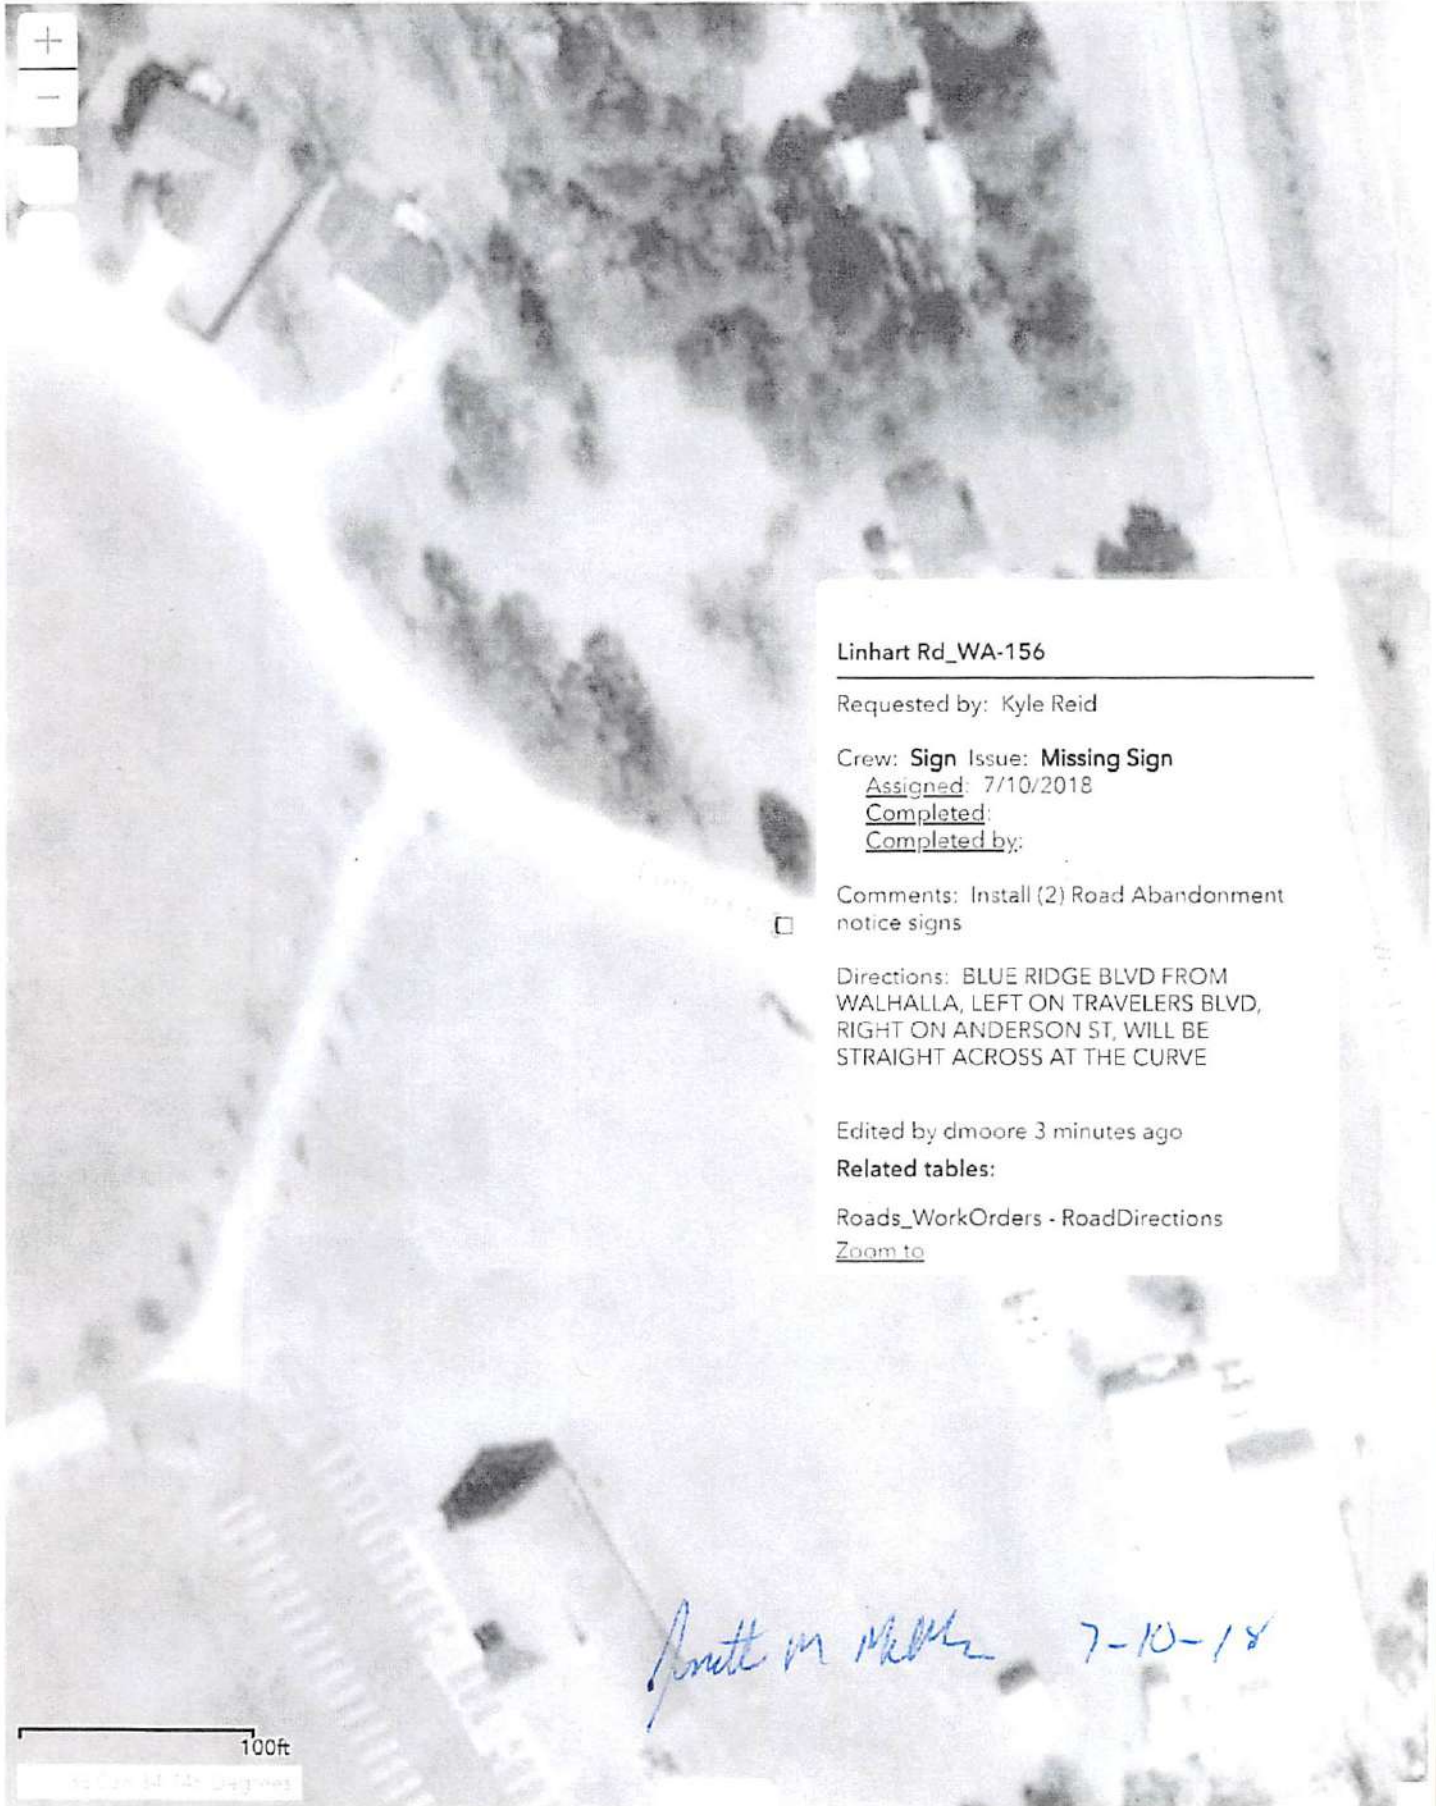 +
−
Linhart Rd_WA-156
Requested by: Kyle Reid
Crew: Sign Issue: Missing Sign
Assigned: 7/10/2018
Completed:
Completed by:
Comments: Install (2) Road Abandonment
notice signs
Directions: BLUE RIDGE BLVD FROM
WALHALLA, LEFT ON TRAVELERS BLVD,
RIGHT ON ANDERSON ST, WILL BE
STRAIGHT ACROSS AT THE CURVE
Edited by dmoore 3 minutes ago
Related tables:
Roads_WorkOrders - RoadDirections
Zoom to
7-10-18
100ft
Degrees